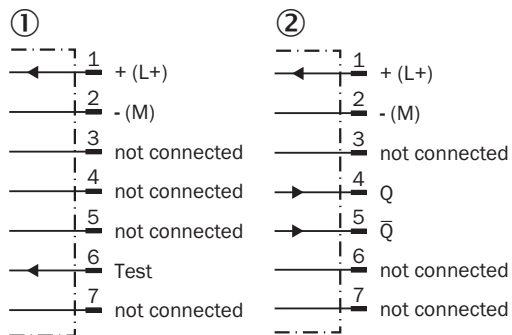 ①
1 + (L+)
2 - (M)
3 not connected
4 not connected
5 not connected
6 Test
7 not connected
②
1 + (L+)
2 - (M)
3 not connected
4 Q
5 Q̅
6 not connected
7 not connected